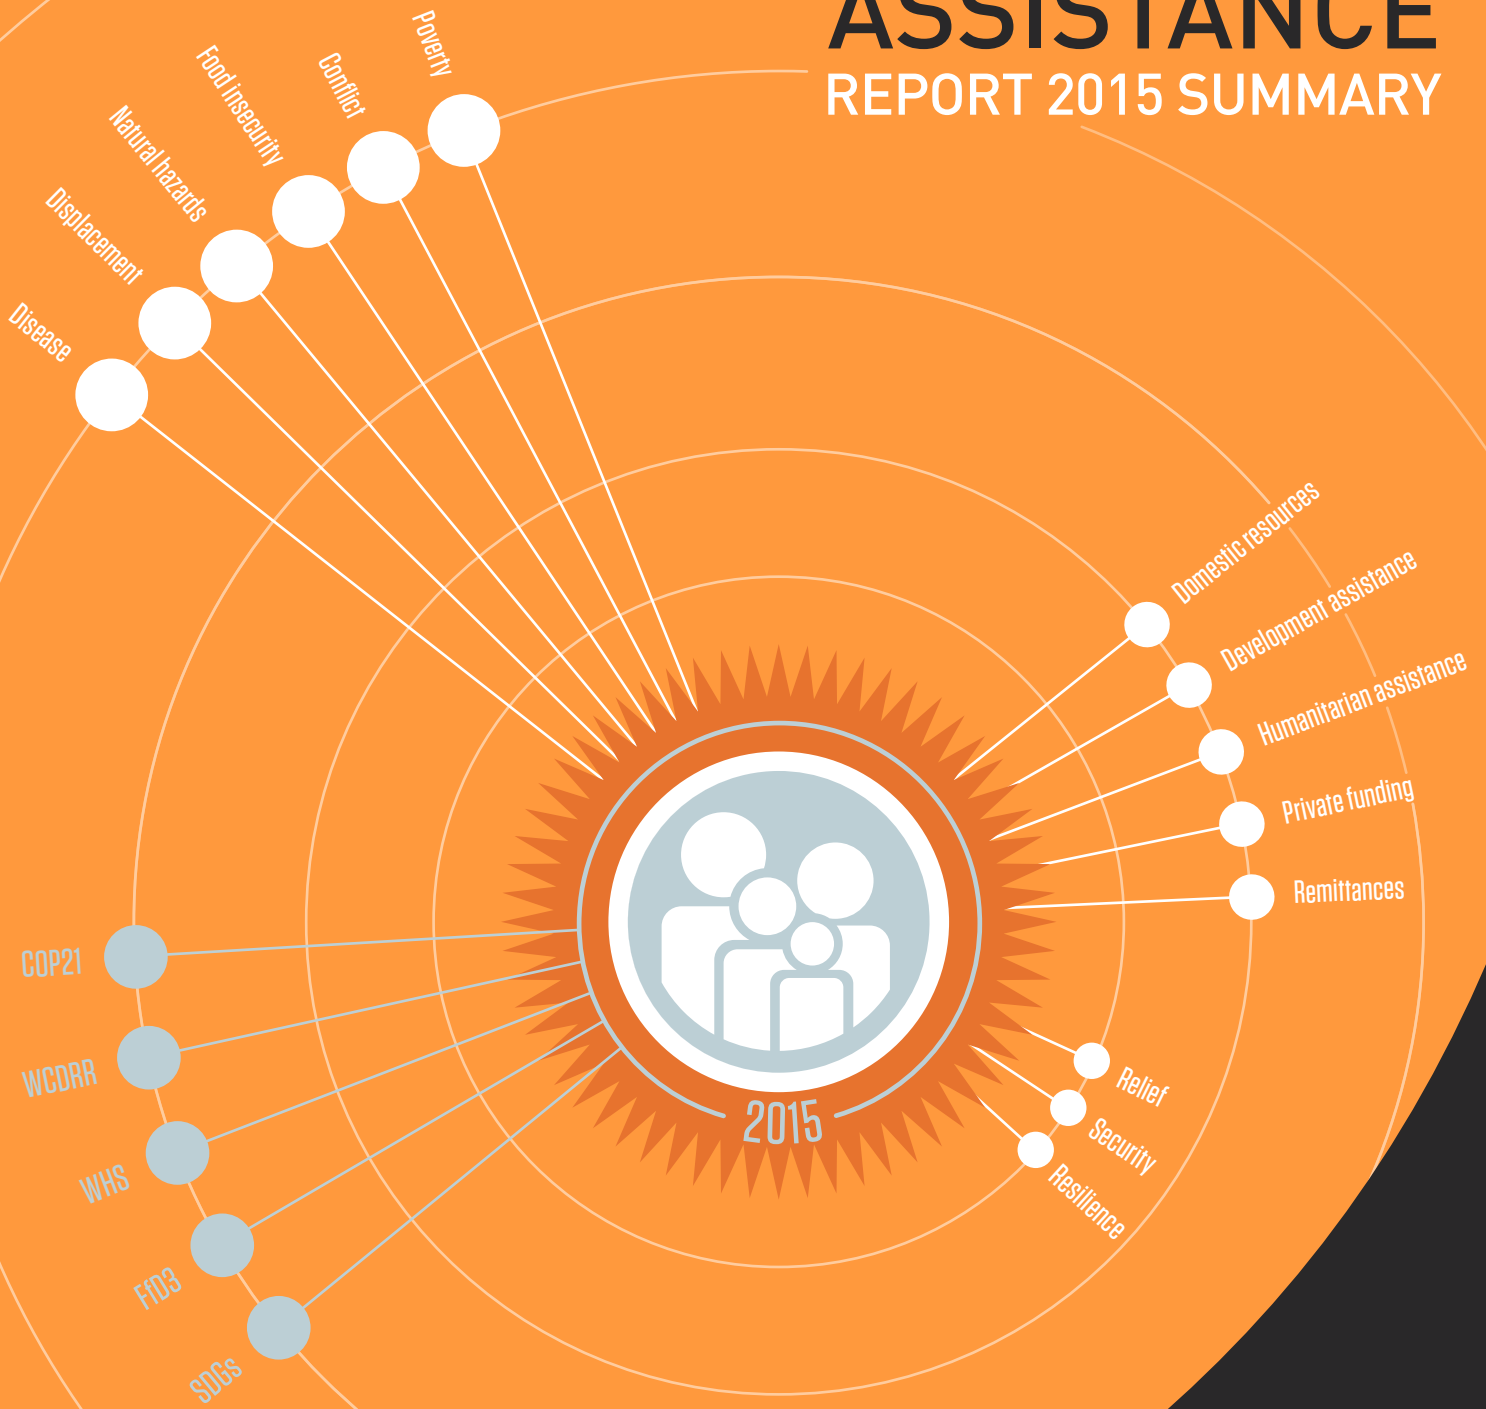 ASSISTANCE
REPORT 2015 SUMMARY
Poverty
Conflict
Food insecurity
Natural hazards
Displacement
Disease
Domestic resources
Development assistance
Humanitarian assistance
Private funding
Remittances
COP21
WCDRR
WHS
FfD3
SDGs
Relief
Security
Resilience
2015